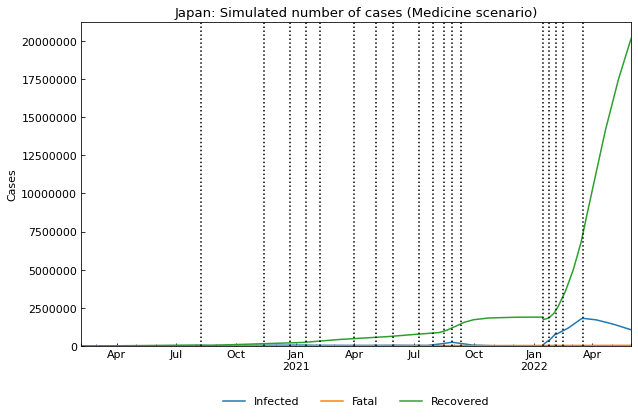 Japan: Simulated number of cases (Medicine scenario)
20000000
17500000
15000000
12500000
10000000
7500000
5000000
2500000
0
Cases
Apr Jul Oct Jan Apr Jul Oct Jan Apr
2021 2022
Infected Fatal Recovered